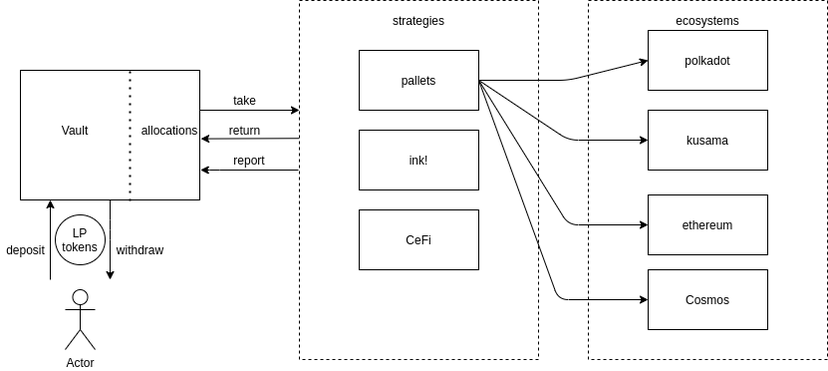 strategies
ecosystems
Vault
allocations
take
return
report
pallets
ink!
CeFi
polkadot
kusama
ethereum
Cosmos
deposit
LP
tokens
withdraw
Actor